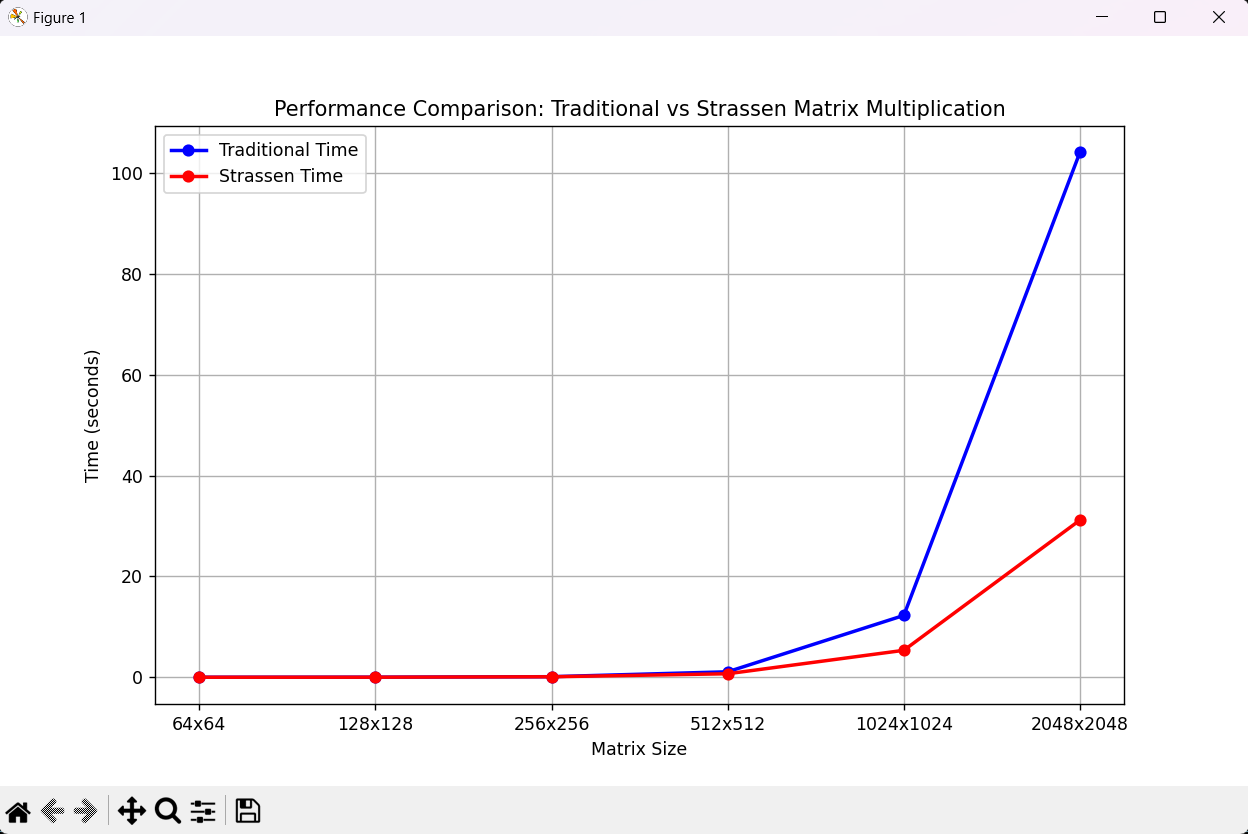 Figure 1
Performance Comparison: Traditional vs Strassen Matrix Multiplication
Traditional Time
Strassen Time
100
80
60
40
20
0
Time (seconds)
64x64 128x128 256x256 512x512 1024x1024 2048x2048
Matrix Size